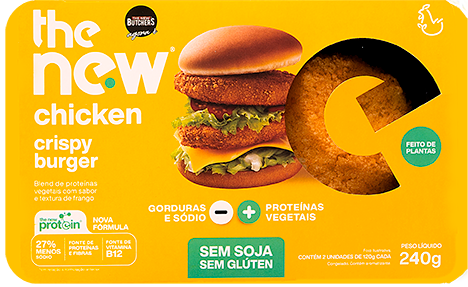 the
new®
THE NEW
BUTCHERS
agora é
chicken
crispy
burger
Blend de proteínas
vegetais com sabor
e textura de frango
the new
protein
NOVA
FÓRMULA
27%
MENOS
SÓDIO
FONTE DE
PROTEÍNAS
E FIBRAS
FONTE DE
VITAMINA
B12
GORDURAS
E SÓDIO
- +
PROTEÍNAS
VEGETAIS
SEM SOJA
SEM GLÚTEN
FEITO DE
PLANTAS
CONTÉM 2 UNIDADES DE 120g CADA
PESO LÍQUIDO
240g